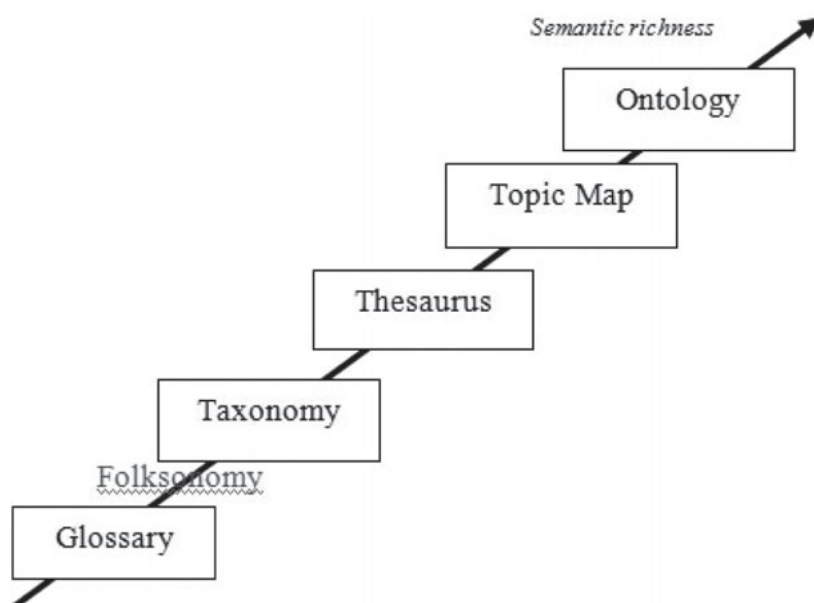 Semantic richness
Ontology
Topic Map
Thesaurus
Taxonomy
Folksonomy
Glossary